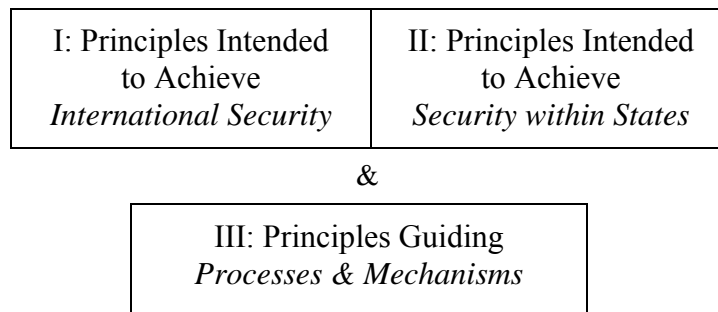 I: Principles Intended
to Achieve
International Security
II: Principles Intended
to Achieve
Security within States
&
III: Principles Guiding
Processes & Mechanisms